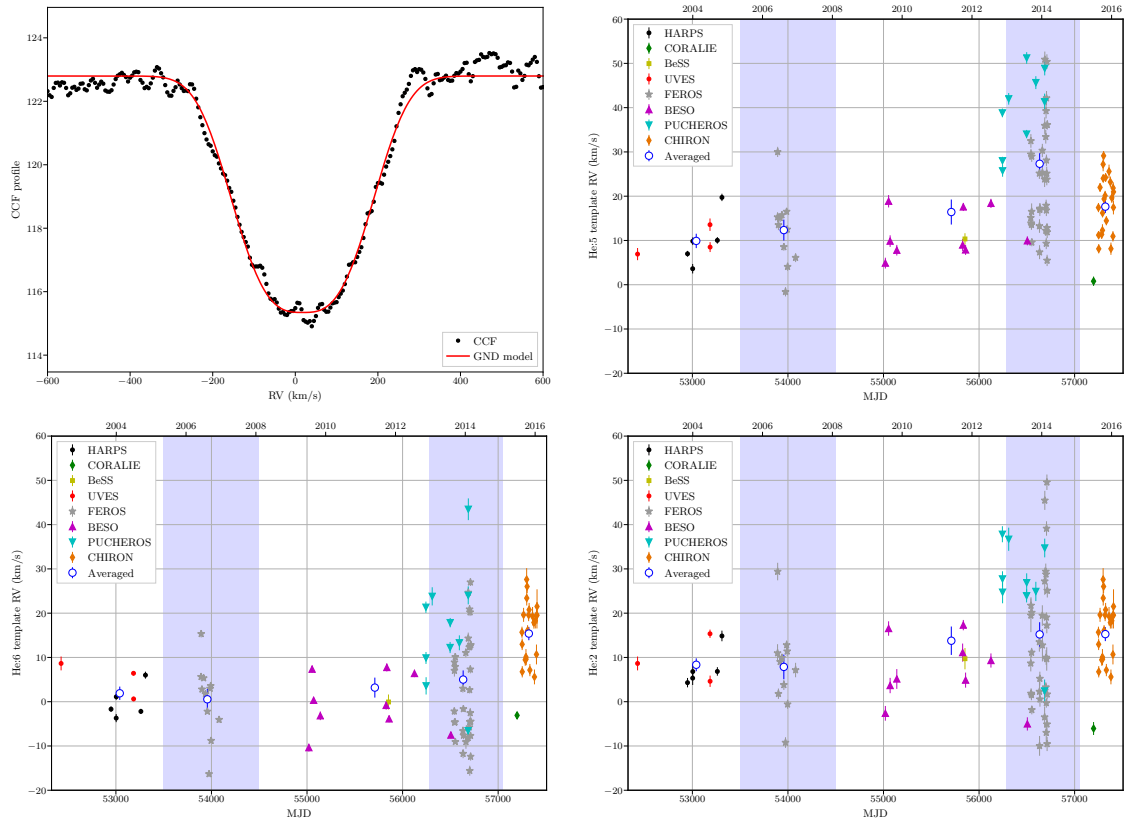 124
122
120
118
116
114
CCF profile
−600
−400
−200
0
200
400
600
RV (km/s)
CCF
GND model
2004
2006
2008
2010
2012
2014
2016
60
50
40
30
20
10
0
−10
−20
He:5 template RV (km/s)
53000
54000
55000
56000
57000
MJD
HARPS
CORALIE
BeSS
UVES
FEROS
BESO
PUCHEROS
CHIRON
Averaged
2004
2006
2008
2010
2012
2014
2016
60
50
40
30
20
10
0
−10
−20
He:6 template RV (km/s)
53000
54000
55000
56000
57000
MJD
HARPS
CORALIE
BeSS
UVES
FEROS
BESO
PUCHEROS
CHIRON
Averaged
2004
2006
2008
2010
2012
2014
2016
60
50
40
30
20
10
0
−10
−20
He:2 template RV (km/s)
53000
54000
55000
56000
57000
MJD
HARPS
CORALIE
BeSS
UVES
FEROS
BESO
PUCHEROS
CHIRON
Averaged